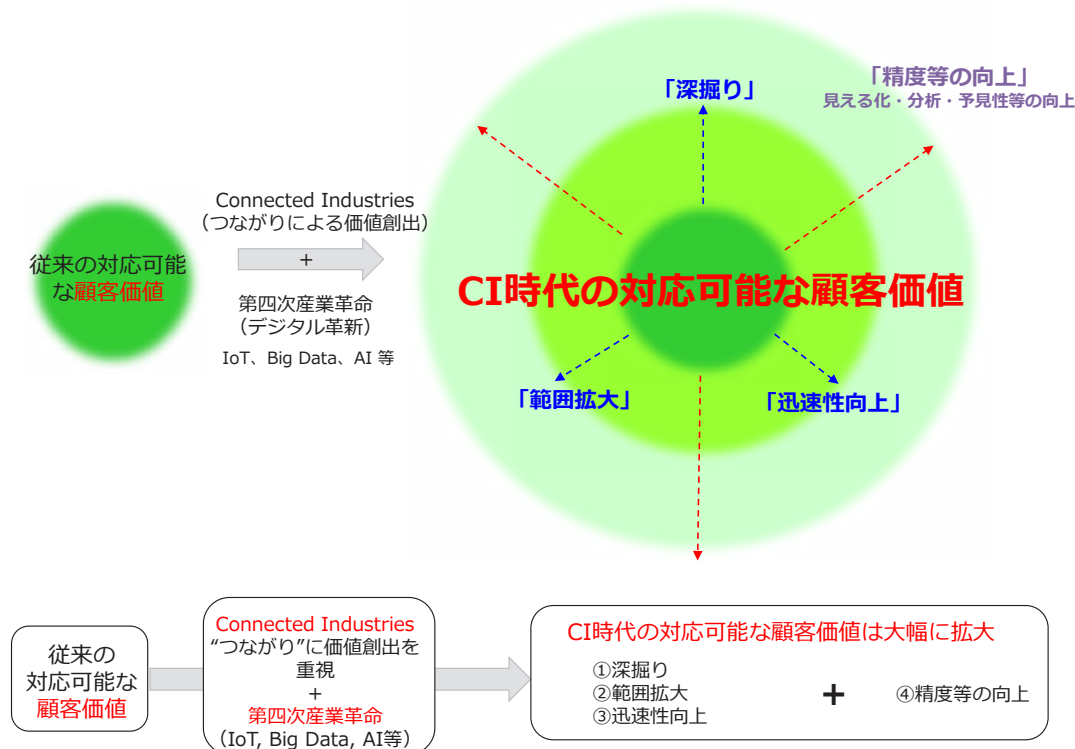 「精度等の向上」
見える化・分析・予見性等の向上
「深掘り」
Connected Industries
（つながりによる価値創出）
+
従来の対応可能
な顧客価値
CI時代の対応可能な顧客価値
第四次産業革命
（デジタル革新）
IoT、Big Data、AI 等
「範囲拡大」
「迅速性向上」
従来の
対応可能な
顧客価値
Connected Industries
“つながり”に価値創出を
重視
+
第四次産業革命
（IoT, Big Data, AI等）
CI時代の対応可能な顧客価値は大幅に拡大
①深掘り
②範囲拡大
③迅速性向上
+
④精度等の向上